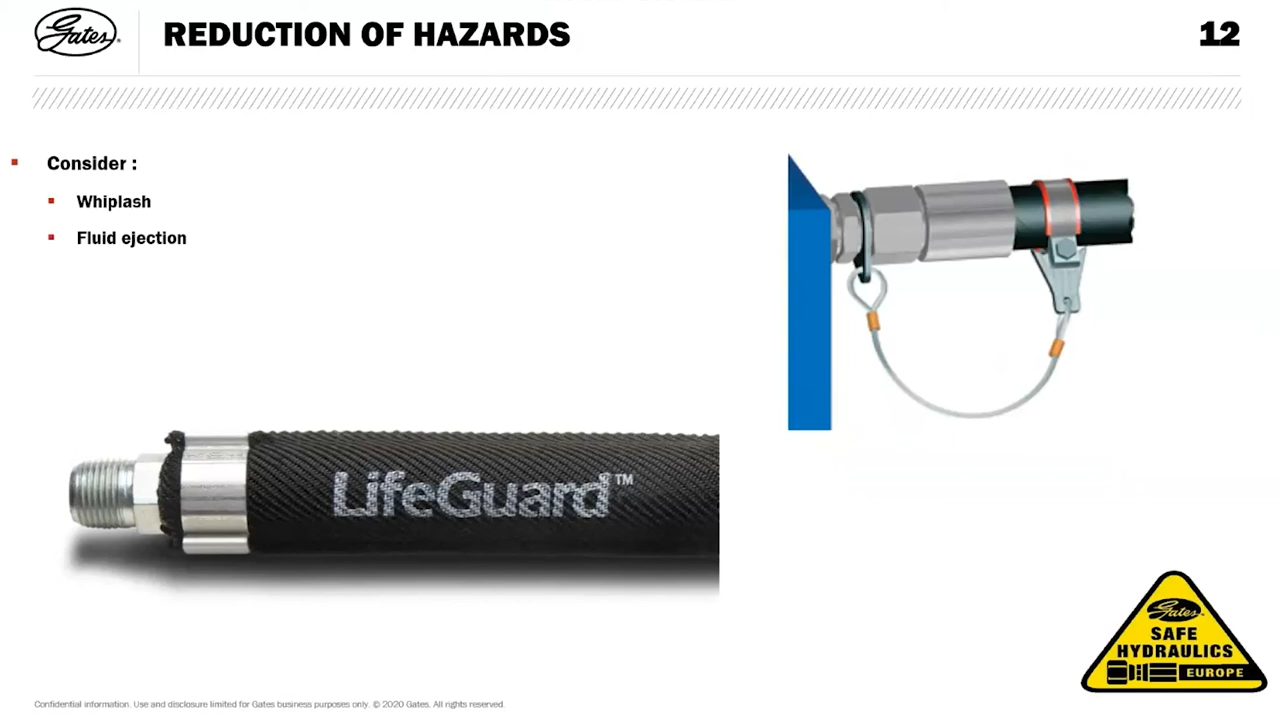 Gates
REDUCTION OF HAZARDS
12
Consider :
Whiplash
Fluid ejection
LifeGuard™
Gates
SAFE
HYDRAULICS
EUROPE
Confidential information. Use and disclosure limited for Gates business purposes only. © 2020 Gates. All rights reserved.